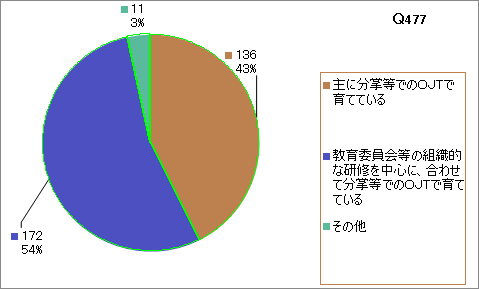 Q477
11
3%
136
43%
172
54%
主に分掌等でのOJTで
育てている
教育委員会等の組織的
な研修を中心に、合わせ
て分掌等でのOJTで育て
ている
その他